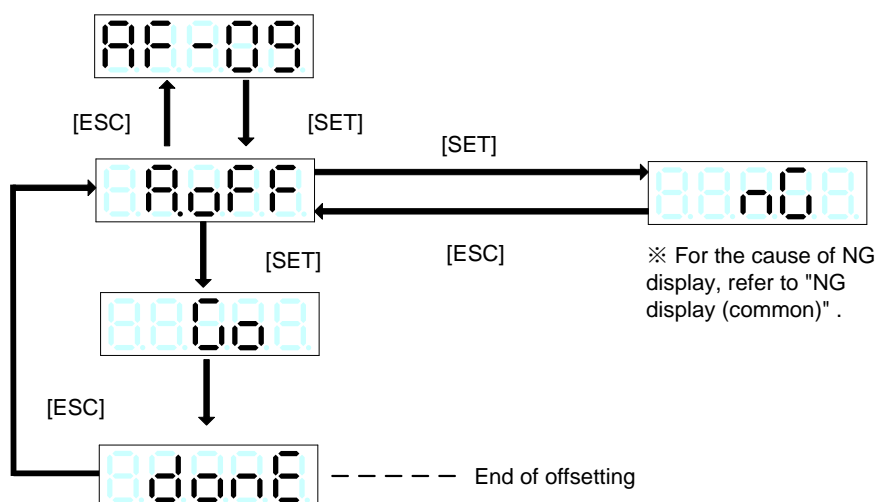 AF-09
[ESC]
[SET]
[SET]
A.oFF
nG
[SET]
[ESC]
※ For the cause of NG
display, refer to "NG
display (common)" .
Go
[ESC]
donE
End of offsetting